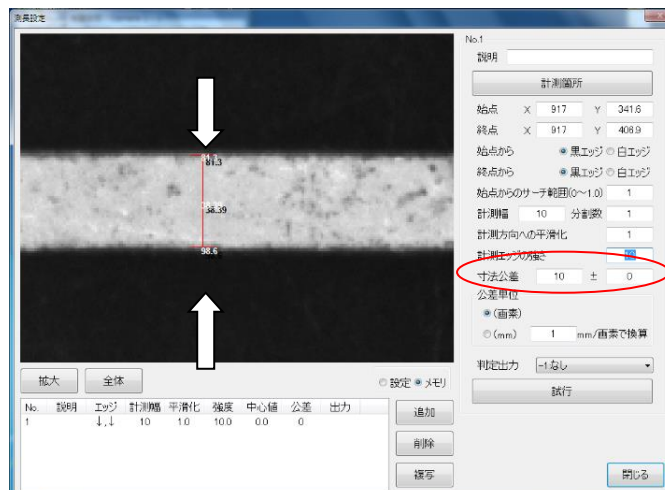 測長設定
No.1
説明
計測箇所
始点 X 917 Y 341.6
終点 X 917 Y 406.9
始点から 黒エッジ 白エッジ
終点から 黒エッジ 白エッジ
始点からのサーチ範囲(0～1.0) 1
計測幅 10 分割数 1
計測方向への平滑化 1
計測エッジの強さ
寸法公差 10 ± 0
公差単位
(画素)
(mm) 1 mm/画素で換算
判定出力 -1:なし
試行
81.3
38.39
98.6
拡大 全体 設定 メモリ
No. 説明 エッジ 計測幅 平滑化 強度 中心値 公差 出力
1 ↓,↓ 10 1.0 10.0 0.0 0
追加
削除
複写
閉じる